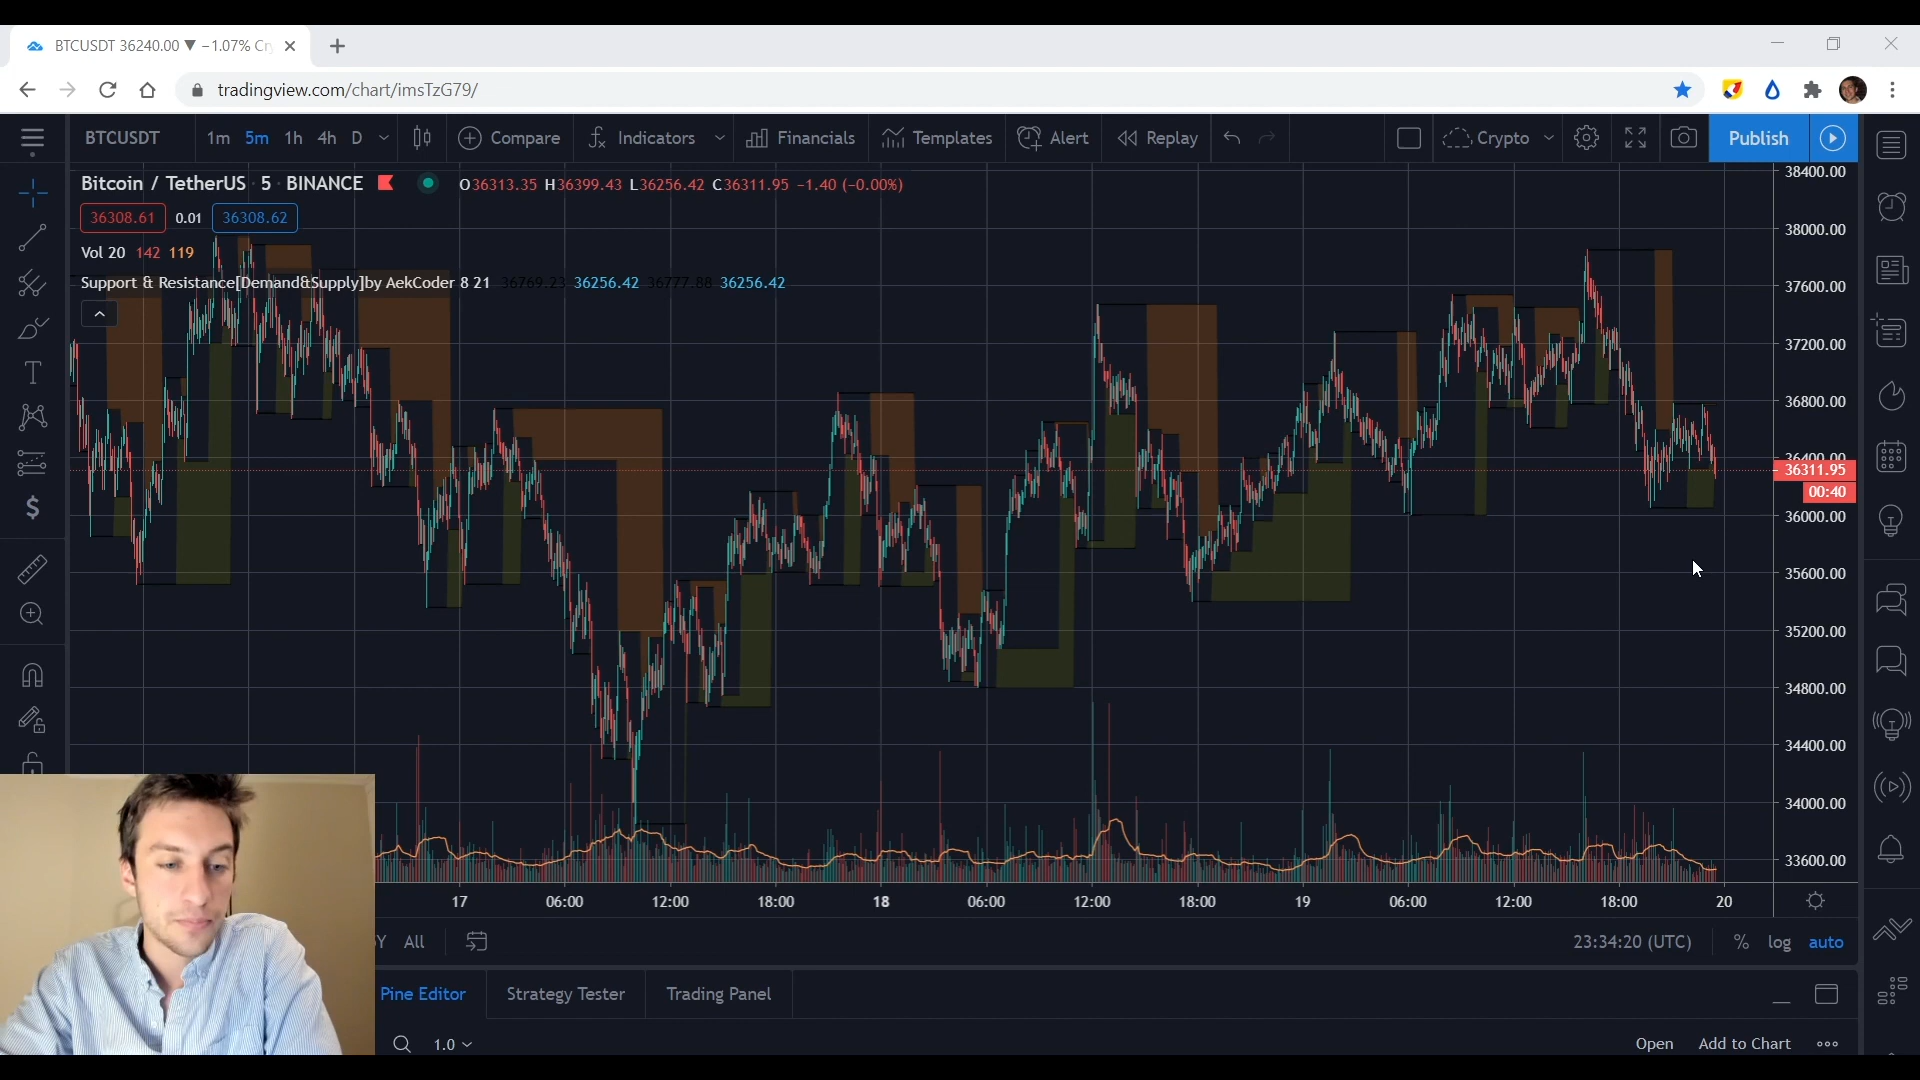 BTCUSDT 36240.00 ▼ −1.07% Cr
tradingview.com/chart/imsTzG79/
BTCUSDT 1m 5m 1h 4h D Compare Indicators Financials Templates Alert Replay Crypto Publish
Bitcoin / TetherUS 5 BINANCE O36313.35 H36399.43 L36256.42 C36311.95 −1.40 (−0.00%)
36308.61 0.01 36308.62
Vol 20 142 119
Support & Resistance[Demand&Supply]by AekCoder 8 21 36769.23 36256.42 36777.88 36256.42
38400.00
38000.00
37600.00
37200.00
36800.00
36400.00
36311.95
00:40
36000.00
35600.00
35200.00
34800.00
34400.00
34000.00
33600.00
17 06:00 12:00 18:00 18 06:00 12:00 18:00 19 06:00 12:00 18:00 20
Y All 23:34:20 (UTC) % log auto
Pine Editor Strategy Tester Trading Panel
1.0 Open Add to Chart